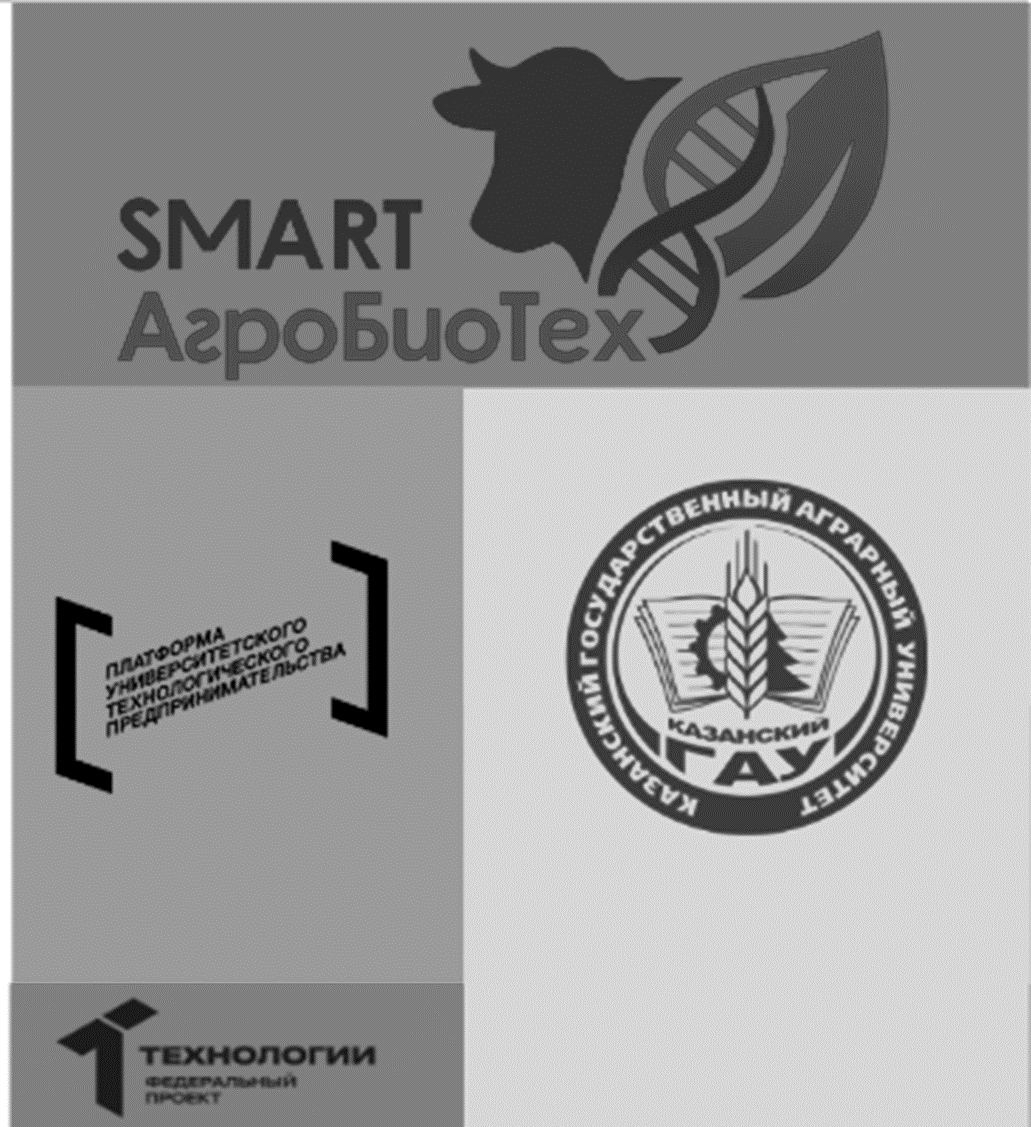 SMART
АгроБиоТех
ПЛАТФОРМА
УНИВЕРСИТЕТСКОГО
ТЕХНОЛОГИЧЕСКОГО
ПРЕДПРИНИМАТЕЛЬСТВА
КАЗАНСКИЙ ГОСУДАРСТВЕННЫЙ АГРАРНЫЙ УНИВЕРСИТЕТ
КАЗАНСКИЙ
ГАУ
ТЕХНОЛОГИИ
ФЕДЕРАЛЬНЫЙ
ПРОЕКТ